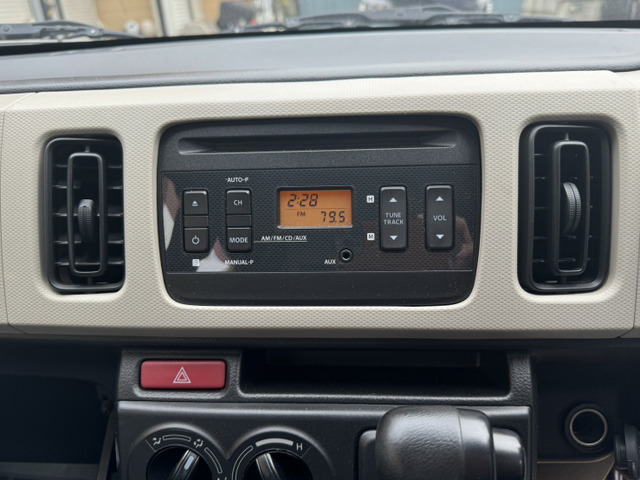 AUTO-P
CH
2:28
FM 79.5
H
TUNE
TRACK
VOL
MODE
AM/FM/CD/AUX
M
MANUAL-P
AUX
H